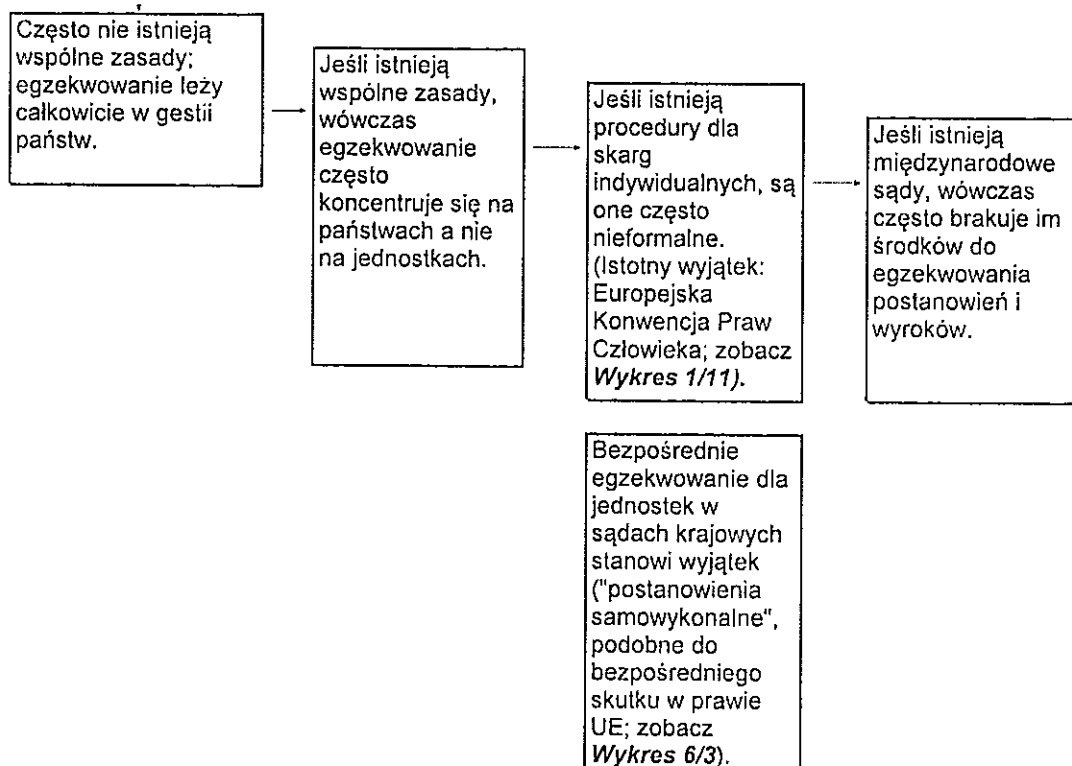 Często nie istnieją
wspólne zasady;
egzekwowanie leży
całkowicie w gestii
państw.
Jeśli istnieją
wspólne zasady,
wówczas
egzekwowanie
często
koncentruje się na
państwach a nie
na jednostkach.
Jeśli istnieją
procedury dla
skarg
indywidualnych, są
one często
nieformalne.
(Istotny wyjątek:
Europejska
Konwencja Praw
Człowieka; zobacz
Wykres 1/11).
Jeśli istnieją
międzynarodowe
sądy, wówczas
często brakuje im
środków do
egzekwowania
postanowień i
wyroków.
Bezpośrednie
egzekwowanie dla
jednostek w
sądach krajowych
stanowi wyjątek
("postanowienia
samowykonalne",
podobne do
bezpośredniego
skutku w prawie
UE; zobacz
Wykres 6/3).